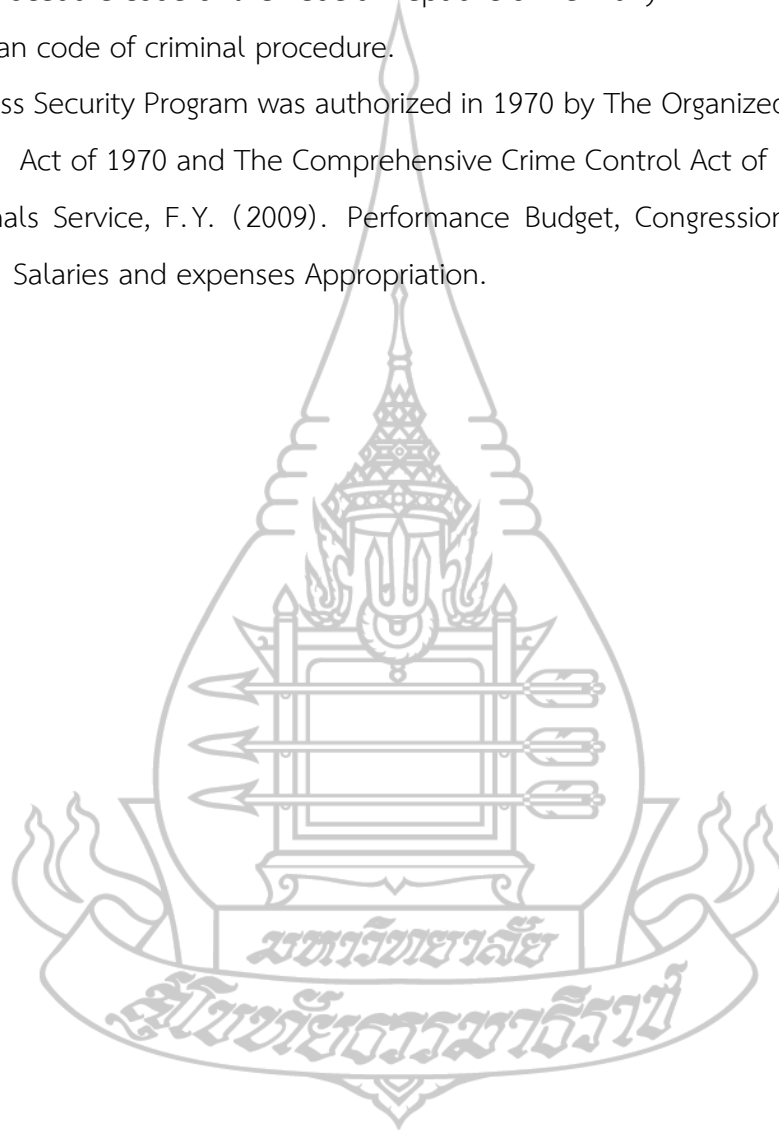 an code of criminal procedure.
ss Security Program was authorized in 1970 by The Organized
Act of 1970 and The Comprehensive Crime Control Act of
als Service, F.Y. (2009). Performance Budget, Congression
Salaries and expenses Appropriation.
มหาวิทยาลัย
สุโขทัยธรรมาธิราช